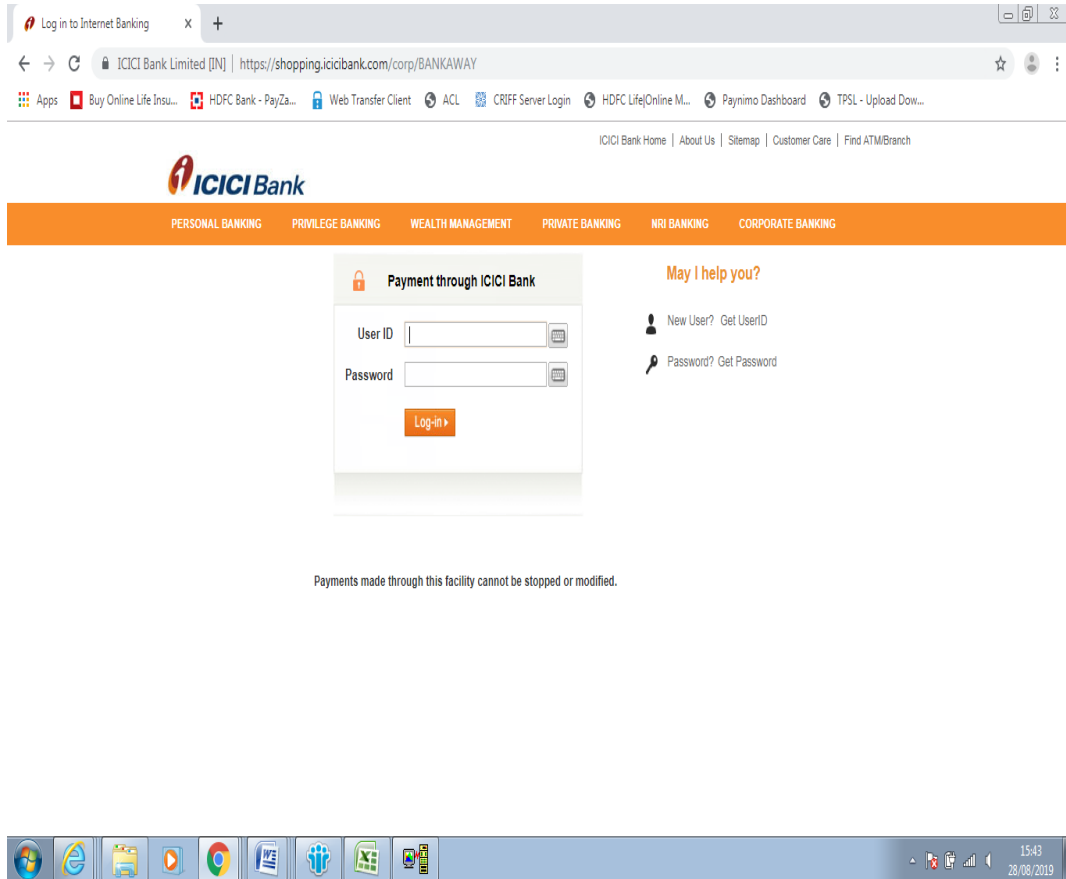 Log in to Internet Banking
ICICI Bank Limited [IN] | https://shopping.icicibank.com/corp/BANKAWAY
Apps Buy Online Life Insu... HDFC Bank - PayZa... Web Transfer Client ACL CRIFF Server Login HDFC Life|Online M... Paynimo Dashboard TPSL - Upload Dow...
ICICI Bank Home | About Us | Sitemap | Customer Care | Find ATM/Branch
ICICI Bank
PERSONAL BANKING PRIVILEGE BANKING WEALTH MANAGEMENT PRIVATE BANKING NRI BANKING CORPORATE BANKING
Payment through ICICI Bank
User ID
Password
Log-in
May I help you?
New User? Get UserID
Password? Get Password
Payments made through this facility cannot be stopped or modified.
15:43
28/08/2019